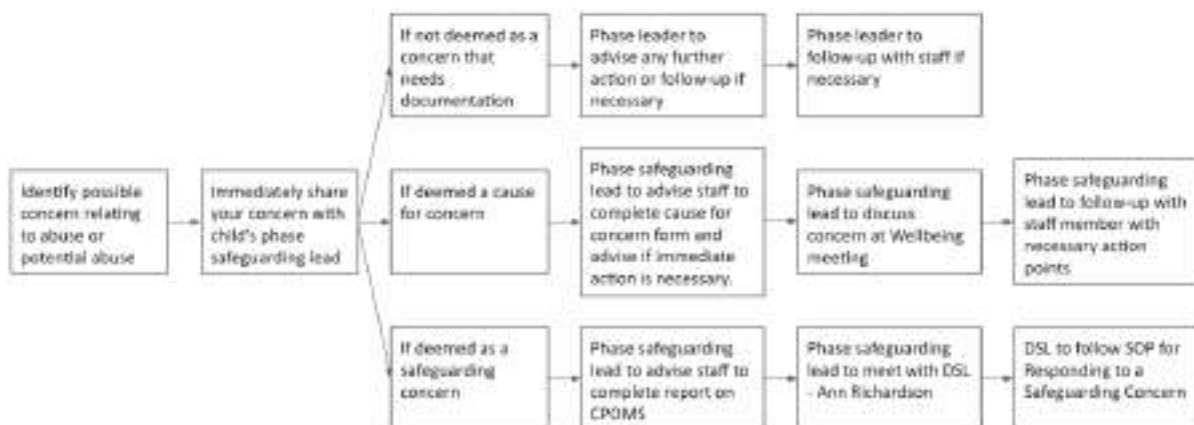 If not deemed as a
concern that
needs
documentation
Phase leader to
advise any further
action or follow-up if
necessary
Phase leader to
follow-up with staff if
necessary
Identify possible
concern relating
to abuse or
potential abuse
Immediately share
your concern with
child's phase
safeguarding lead
If deemed a cause
for concern
Phase safeguarding
lead to advise staff to
complete cause for
concern form and
advise if immediate
action is necessary.
Phase safeguarding
lead to discuss
concern at Wellbeing
meeting
Phase safeguarding
lead to follow-up with
staff member with
necessary action
points
If deemed as a
safeguarding
concern
Phase safeguarding
lead to advise staff to
complete report on
CPOMS
Phase safeguarding
lead to meet with DSL
- Ann Richardson
DSL to follow SOP for
Responding to a
Safeguarding Concern